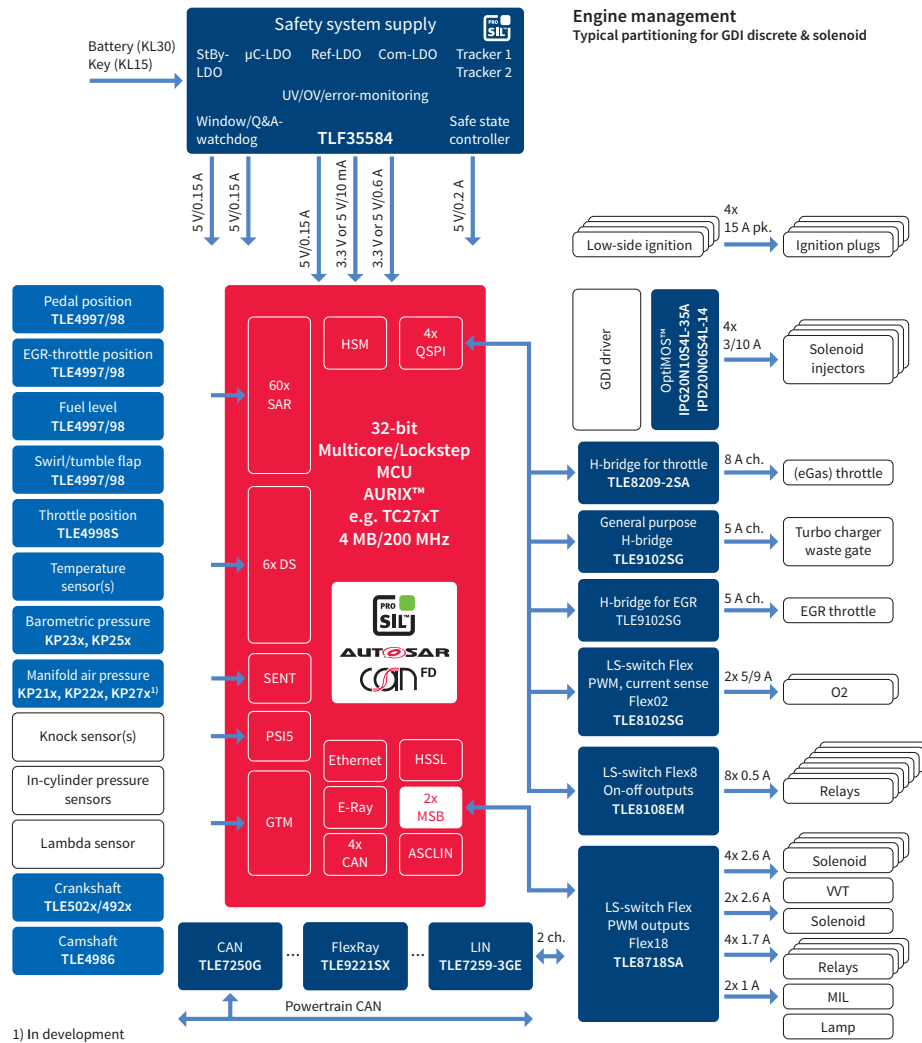 Engine management
Typical partitioning for GDI discrete & solenoid
Battery (KL30)
Key (KL15)
Safety system supply
PRO
SIL™
StBy-
LDO
µC-LDO
Ref-LDO
Com-LDO
Tracker 1
Tracker 2
UV/OV/error-monitoring
Window/Q&A-
watchdog
TLF35584
Safe state
controller
5 V/0.15 A
5 V/0.15 A
5 V/0.15 A
3.3 V or 5 V/10 mA
3.3 V or 5 V/0.6 A
5 V/0.2 A
Pedal position
TLE4997/98
EGR-throttle position
TLE4997/98
Fuel level
TLE4997/98
Swirl/tumble flap
TLE4997/98
Throttle position
TLE4998S
Temperature
sensor(s)
Barometric pressure
KP23x, KP25x
Manifold air pressure
KP21x, KP22x, KP27x1)
Knock sensor(s)
In-cylinder pressure
sensors
Lambda sensor
Crankshaft
TLE502x/492x
Camshaft
TLE4986
60x
SAR
HSM
4x
QSPI
32-bit
Multicore/Lockstep
MCU
AURIX™
e.g. TC27xT
4 MB/200 MHz
6x DS
PRO
SIL™
AUTOSAR
CAN FD
SENT
PSI5
GTM
Ethernet
HSSL
E-Ray
2x
MSB
4x
CAN
ASCLIN
CAN
TLE7250G
...
FlexRay
TLE9221SX
...
LIN
TLE7259-3GE
2 ch.
Powertrain CAN
Low-side ignition
4x
15 A pk.
Ignition plugs
GDI driver
OptiMOS™
IPG20N10S4L-35A
IPD20N06S4L-14
4x
3/10 A
Solenoid
injectors
H-bridge for throttle
TLE8209-2SA
8 A ch.
(eGas) throttle
General purpose
H-bridge
TLE9102SG
5 A ch.
Turbo charger
waste gate
H-bridge for EGR
TLE9102SG
5 A ch.
EGR throttle
LS-switch Flex
PWM, current sense
Flex02
TLE8102SG
2x 5/9 A
O2
LS-switch Flex8
On-off outputs
TLE8108EM
8x 0.5 A
Relays
LS-switch Flex
PWM outputs
Flex18
TLE8718SA
4x 2.6 A
Solenoid
VVT
2x 2.6 A
Solenoid
4x 1.7 A
Relays
2x 1 A
MIL
Lamp
1) In development